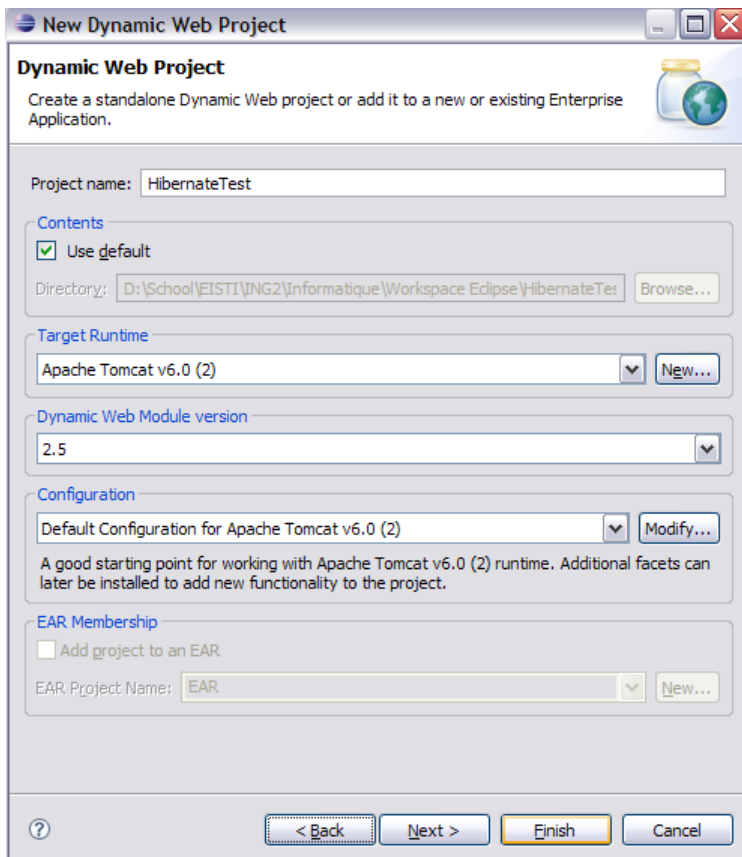 New Dynamic Web Project
Dynamic Web Project
Create a standalone Dynamic Web project or add it to a new or existing Enterprise
Application.
Project name: HibernateTest
Contents
Use default
Directory: D:\School\EISTI\ING2\Informatique\Workspace Eclipse\HibernateTes Browse...
Target Runtime
Apache Tomcat v6.0 (2) New...
Dynamic Web Module version
2.5
Configuration
Default Configuration for Apache Tomcat v6.0 (2) Modify...
A good starting point for working with Apache Tomcat v6.0 (2) runtime. Additional facets can
later be installed to add new functionality to the project.
EAR Membership
Add project to an EAR
EAR Project Name: EAR New...
? < Back Next > Finish Cancel